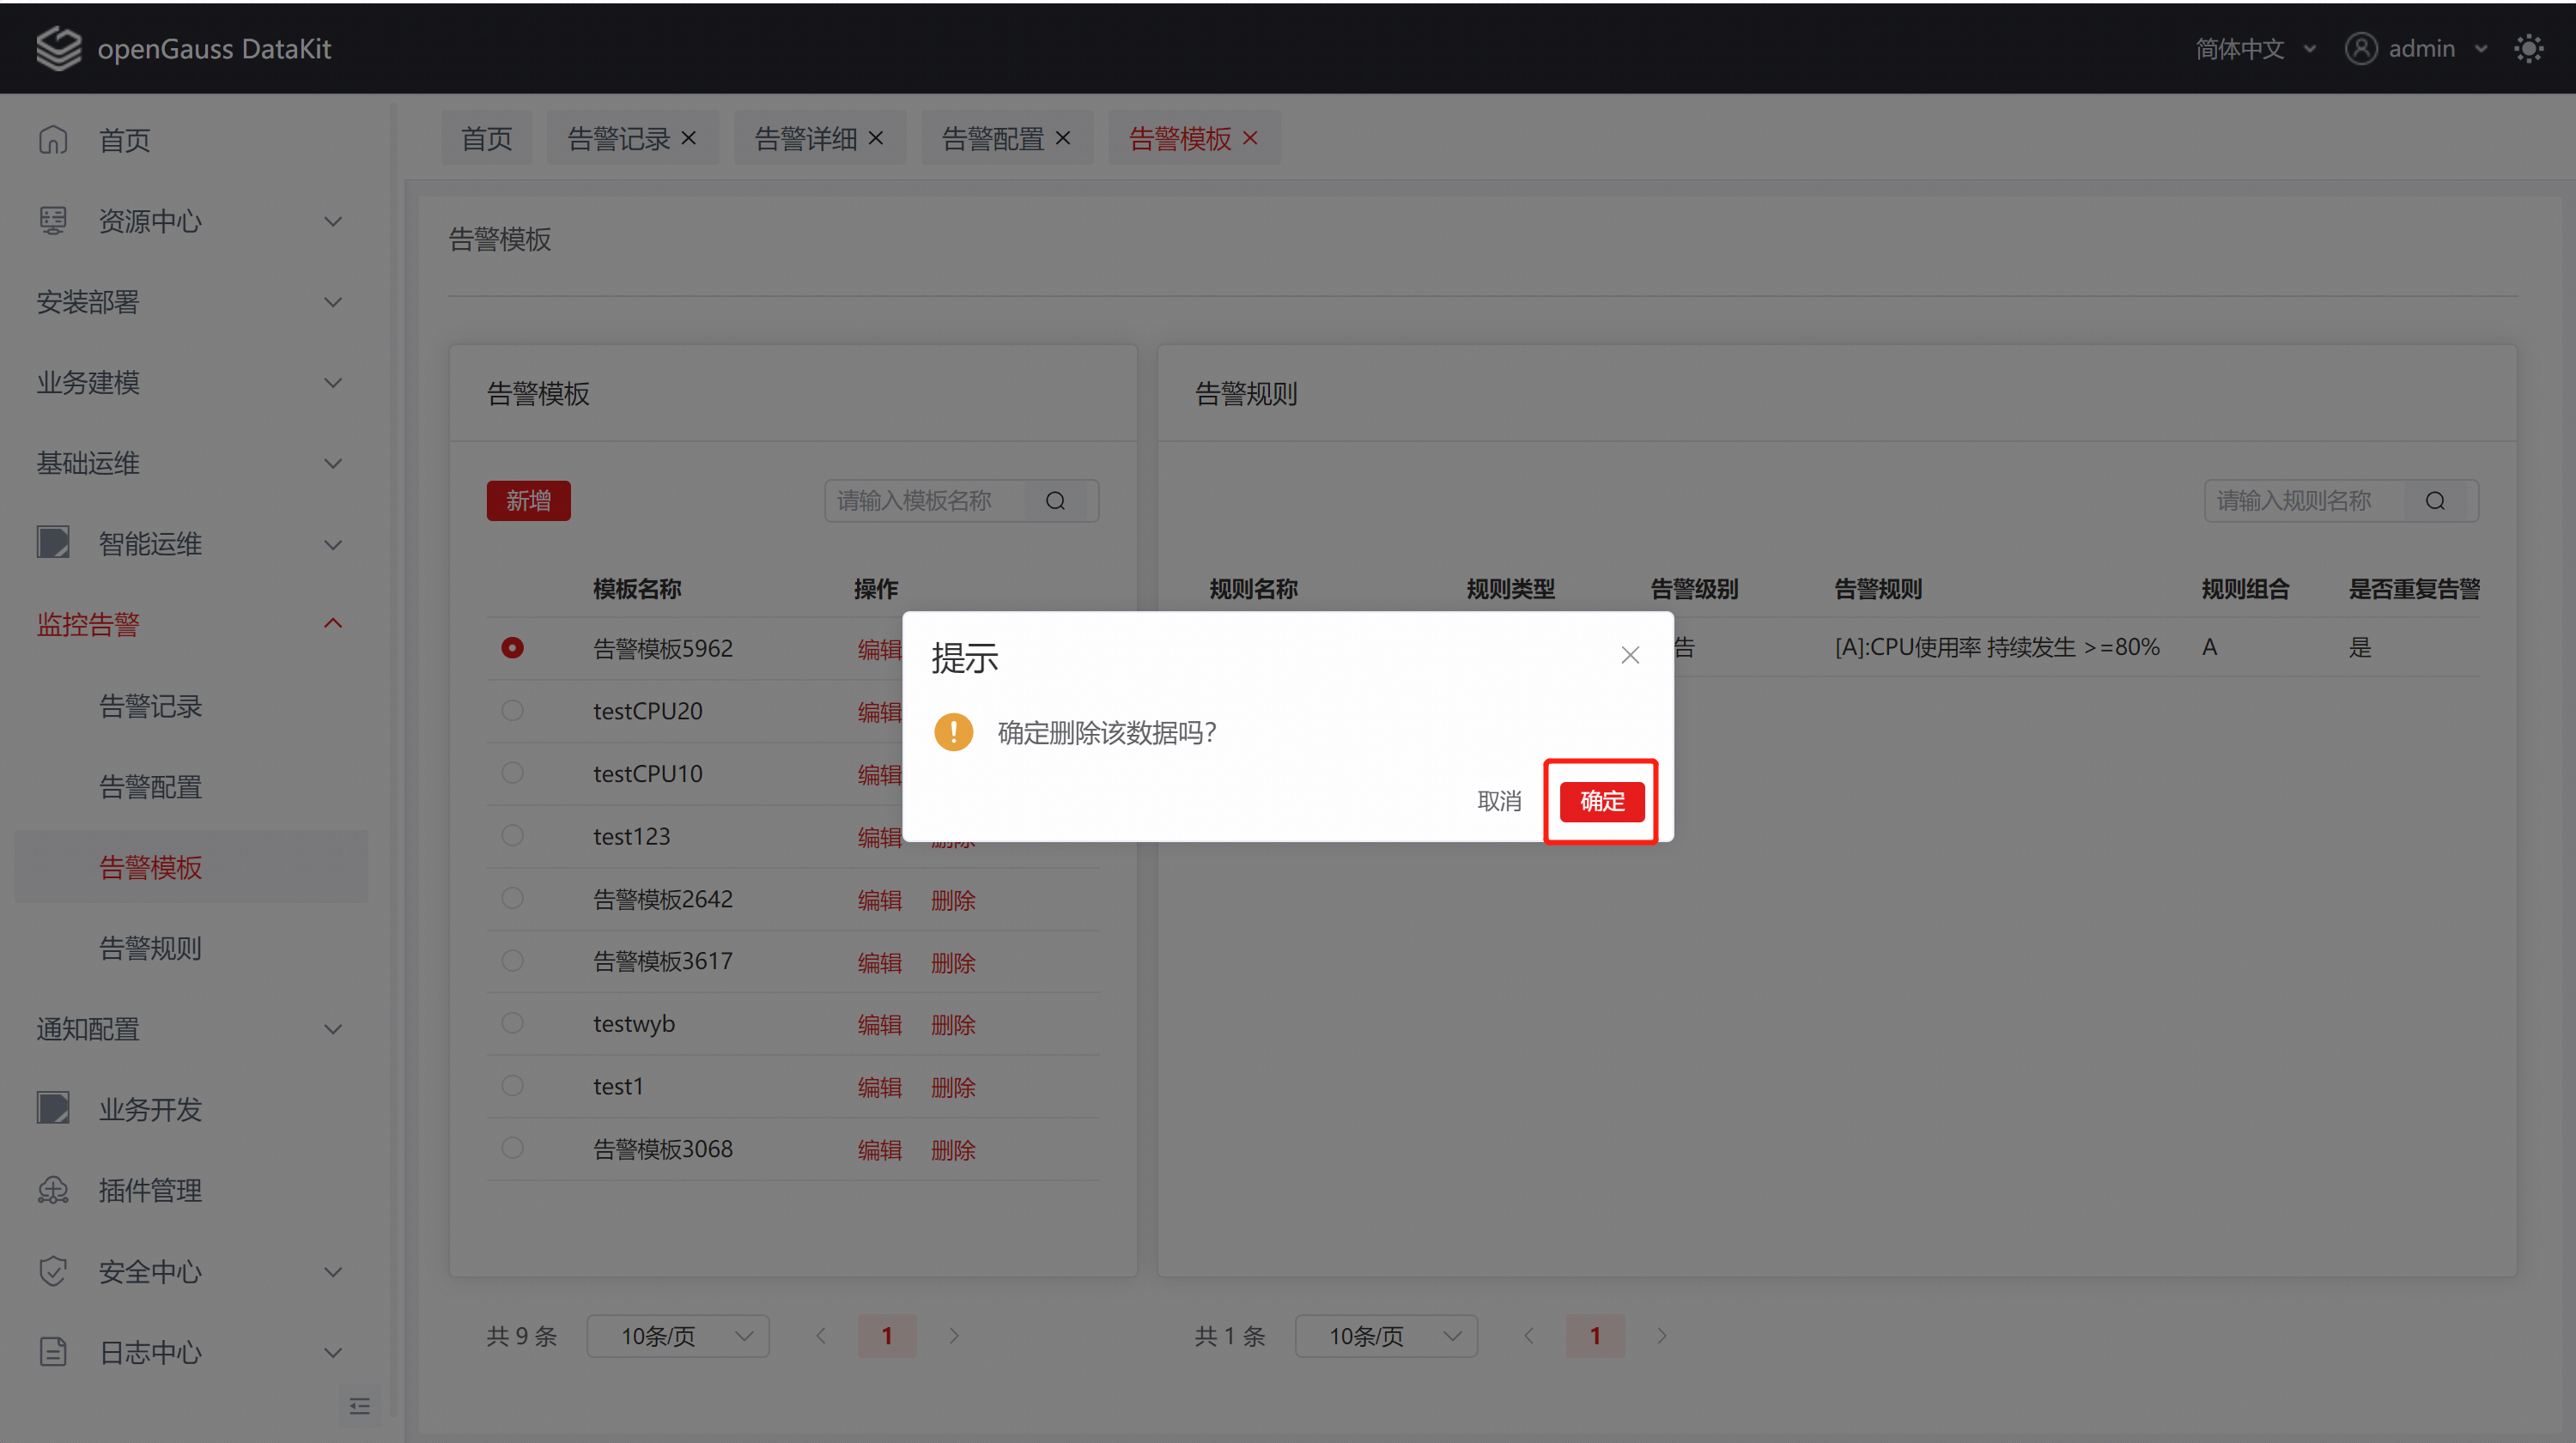 openGauss DataKit
简体中文
admin
首页
资源中心
安装部署
业务建模
基础运维
智能运维
监控告警
告警记录
告警配置
告警模板
告警规则
通知配置
业务开发
插件管理
安全中心
日志中心
首页 告警记录 告警详细 告警配置 告警模板
告警模板
告警模板
新增 请输入模板名称
模板名称 操作
告警模板5962 编辑
testCPU20 编辑
testCPU10 编辑
test123 编辑 删除
告警模板2642 编辑 删除
告警模板3617 编辑 删除
testwyb 编辑 删除
test1 编辑 删除
告警模板3068 编辑 删除
共 9 条 10条/页 1
告警规则
请输入规则名称
规则名称 规则类型 告警级别 告警规则 规则组合 是否重复告警
告 [A]:CPU使用率 持续发生 >=80% A 是
共 1 条 10条/页 1
提示
确定删除该数据吗?
取消 确定